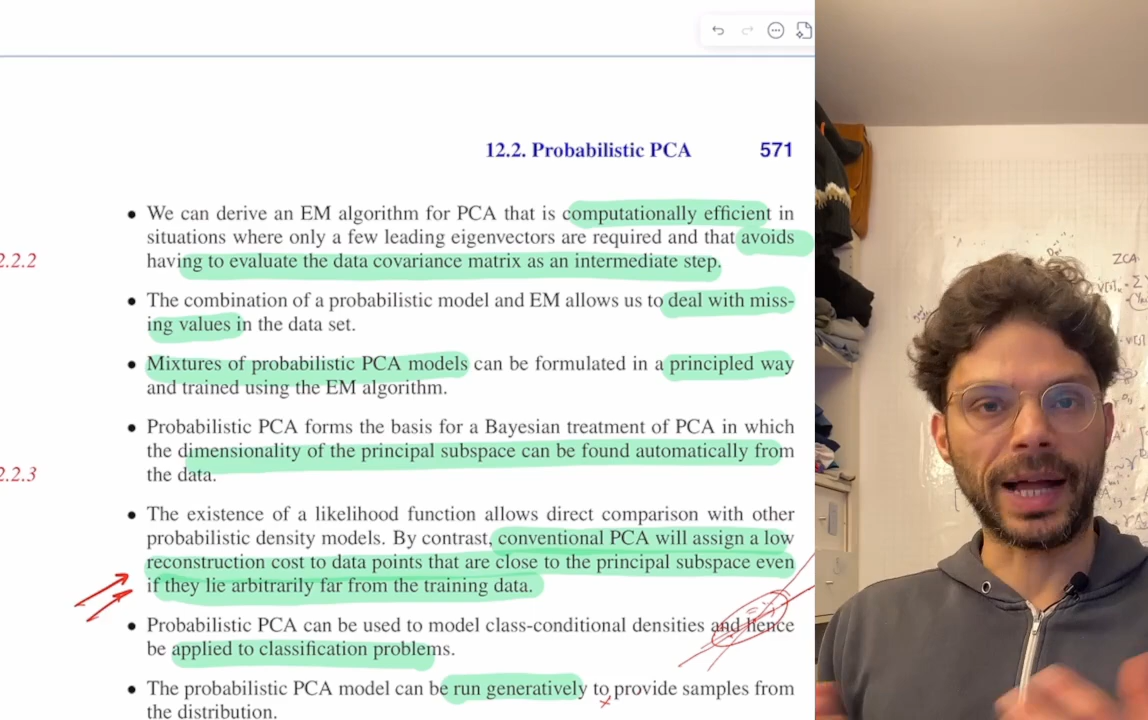 12.2. Probabilistic PCA 571
• We can derive an EM algorithm for PCA that is computationally efficient in
situations where only a few leading eigenvectors are required and that avoids
2.2.2 having to evaluate the data covariance matrix as an intermediate step.
• The combination of a probabilistic model and EM allows us to deal with miss-
ing values in the data set.
• Mixtures of probabilistic PCA models can be formulated in a principled way
and trained using the EM algorithm.
• Probabilistic PCA forms the basis for a Bayesian treatment of PCA in which
the dimensionality of the principal subspace can be found automatically from
2.2.3 the data.
• The existence of a likelihood function allows direct comparison with other
probabilistic density models. By contrast, conventional PCA will assign a low
reconstruction cost to data points that are close to the principal subspace even
if they lie arbitrarily far from the training data.
• Probabilistic PCA can be used to model class-conditional densities and hence
be applied to classification problems.
• The probabilistic PCA model can be run generatively to provide samples from
the distribution.
ZCA